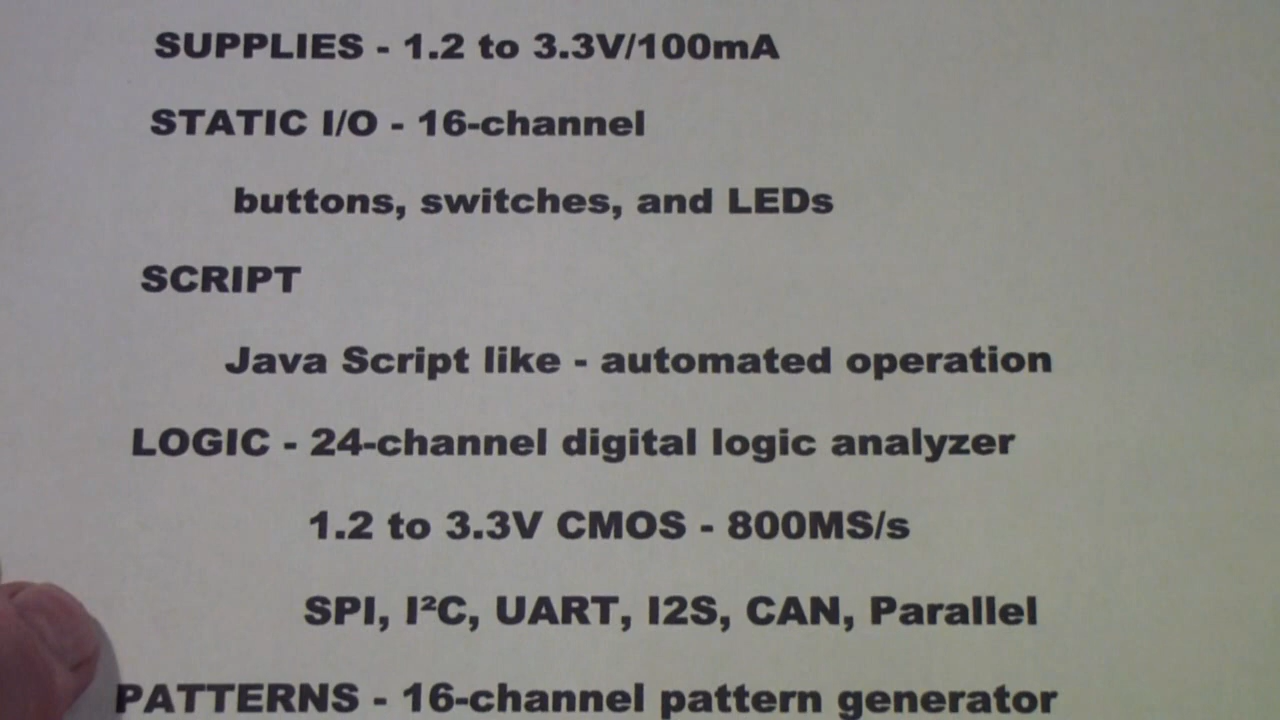 SUPPLIES - 1.2 to 3.3V/100mA
STATIC I/O - 16-channel
buttons, switches, and LEDs
SCRIPT
Java Script like - automated operation
LOGIC - 24-channel digital logic analyzer
1.2 to 3.3V CMOS - 800MS/s
SPI, I²C, UART, I2S, CAN, Parallel
PATTERNS - 16-channel pattern generator